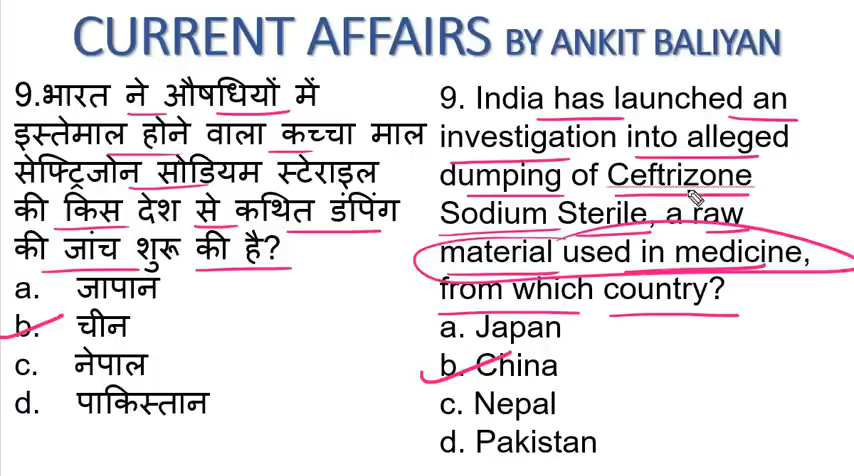 CURRENT AFFAIRS BY ANKIT BALIYAN
9.भारत ने औषधियों में
इस्तेमाल होने वाला कच्चा माल
सेफ्ट्रिजोन सोडियम स्टेराइल
की किस देश से कथित डंपिंग
की जांच शुरू की है?
a. जापान
b. चीन
c. नेपाल
d. पाकिस्तान
9. India has launched an
investigation into alleged
dumping of Ceftrizone
Sodium Sterile, a raw
material used in medicine,
from which country?
a. Japan
b. China
c. Nepal
d. Pakistan